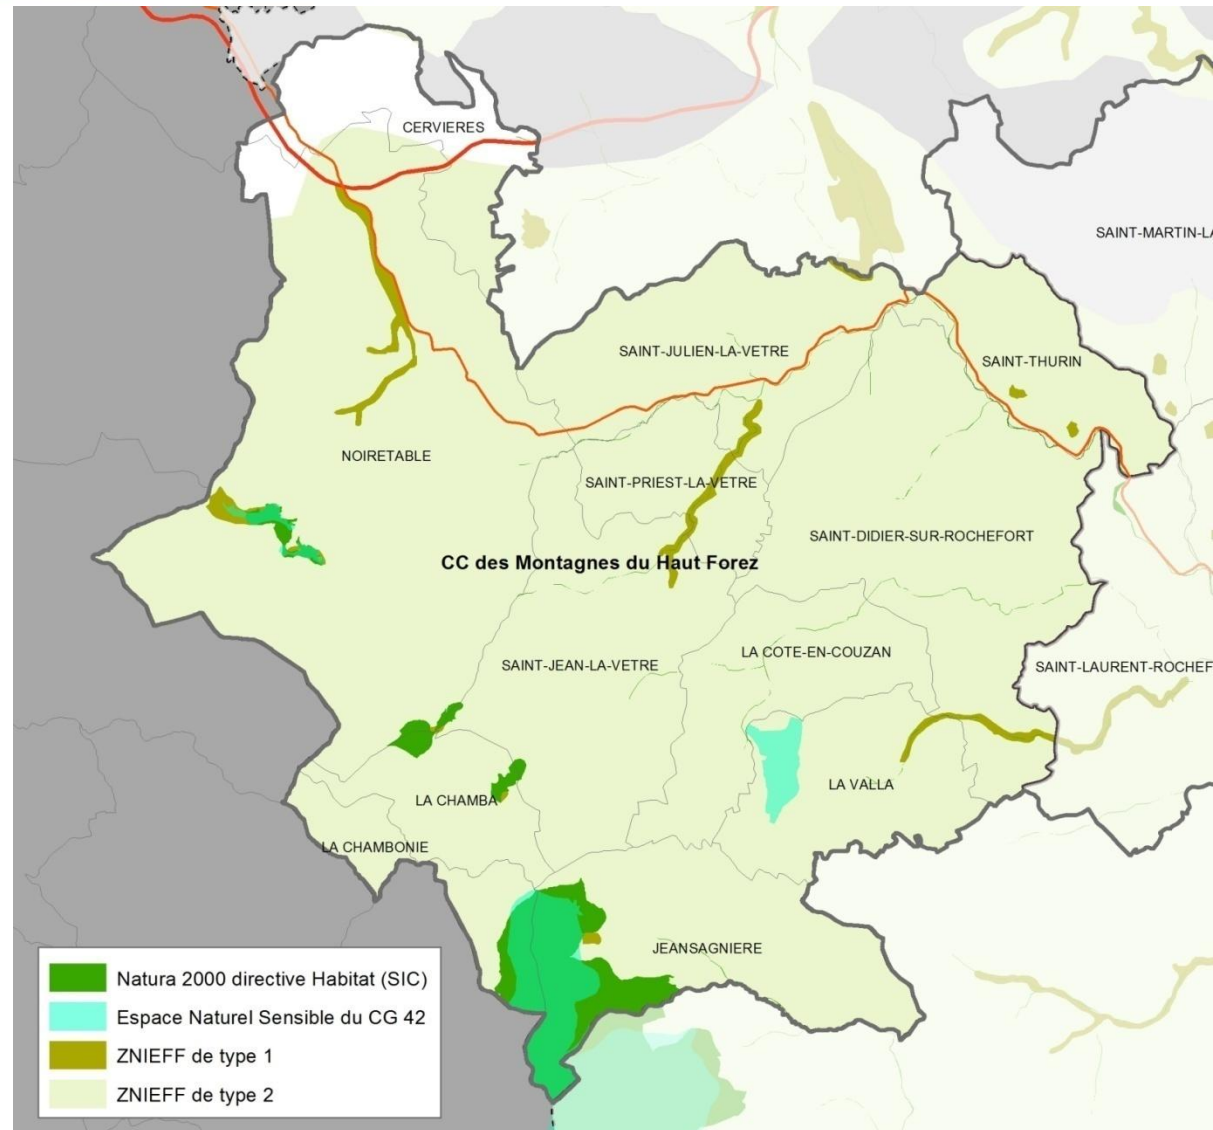 CERVIERES
SAINT-MARTIN-LA
SAINT-JULIEN-LA-VETRE
SAINT-THURIN
NOIRETABLE
SAINT-PRIEST-LA-VETRE
SAINT-DIDIER-SUR-ROCHEFORT
CC des Montagnes du Haut Forez
LA COTE-EN-COUZAN
SAINT-JEAN-LA-VETRE
SAINT-LAURENT-ROCHEF
LA VALLA
LA CHAMBA
LA CHAMBONIE
JEANSAGNIERE
Natura 2000 directive Habitat (SIC)
Espace Naturel Sensible du CG 42
ZNIEFF de type 1
ZNIEFF de type 2